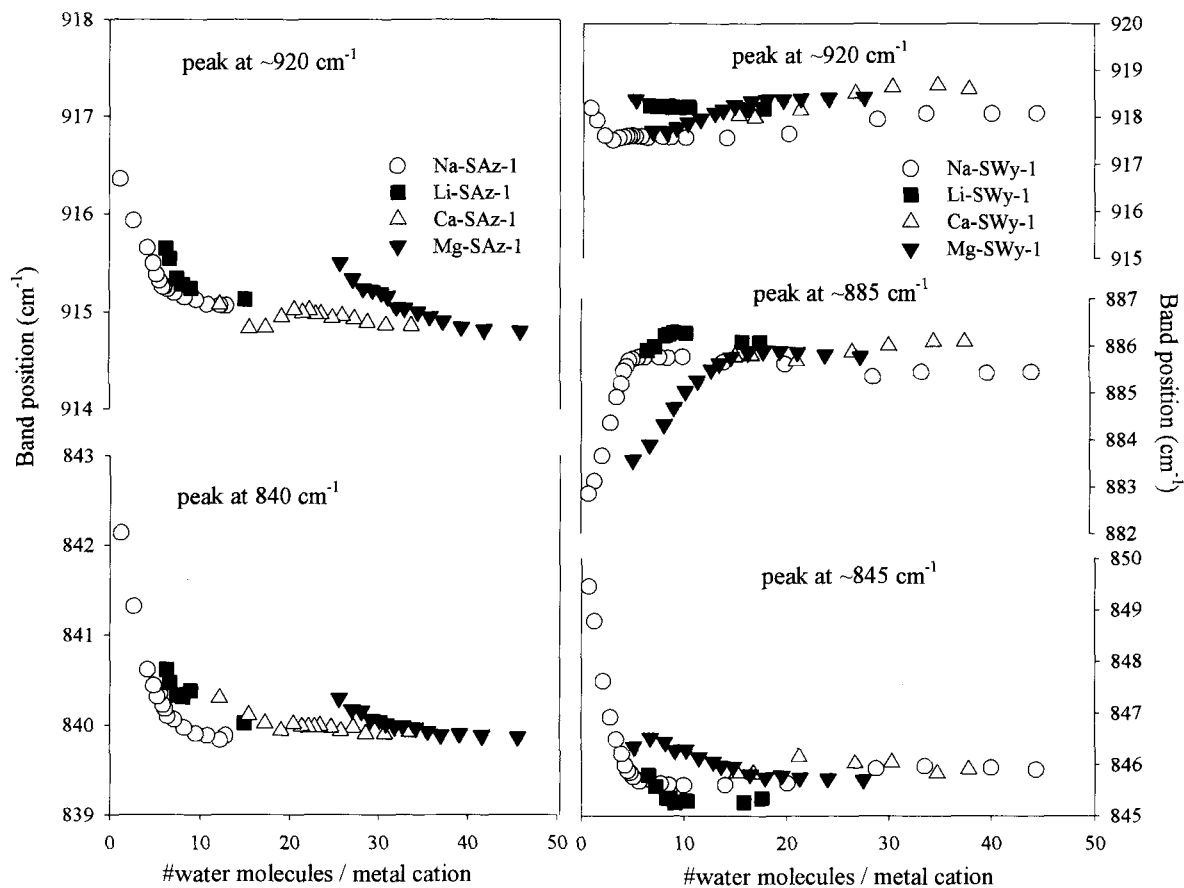 918
917
916
915
914
843
842
841
840
839
Band position (cm-1)
peak at ~920 cm-1
Na-SAz-1
Li-SAz-1
Ca-SAz-1
Mg-SAz-1
peak at 840 cm-1
0 10 20 30 40 50
#water molecules / metal cation
peak at ~920 cm-1
Na-SWy-1
Li-SWy-1
Ca-SWy-1
Mg-SWy-1
peak at ~885 cm-1
peak at ~845 cm-1
920
919
918
917
916
915
887
886
885
884
883
882
850
849
848
847
846
845
Band position (cm-1)
0 10 20 30 40 50
#water molecules / metal cation